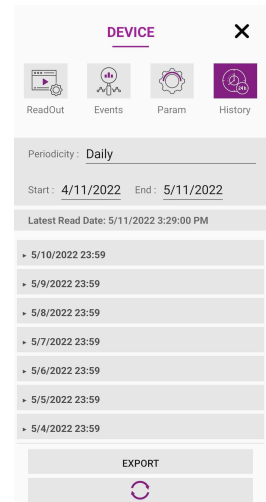 DEVICE
ReadOut Events Param History
Periodicity : Daily
Start : 4/11/2022 End : 5/11/2022
Latest Read Date: 5/11/2022 3:29:00 PM
5/10/2022 23:59
5/9/2022 23:59
5/8/2022 23:59
5/7/2022 23:59
5/6/2022 23:59
5/5/2022 23:59
5/4/2022 23:59
EXPORT